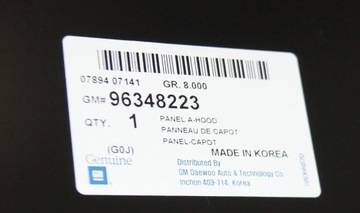 07894 07141 GR. 8.000
GM# 96348223
QTY. 1 PANEL A-HOOD
PANNEAU DE CAPOT
PANEL-CAPOT
(G0J) MADE IN KOREA
Genuine
GM
Distributed By
GM Daewoo Auto & Technology Co.
Inchon 403-714, Korea